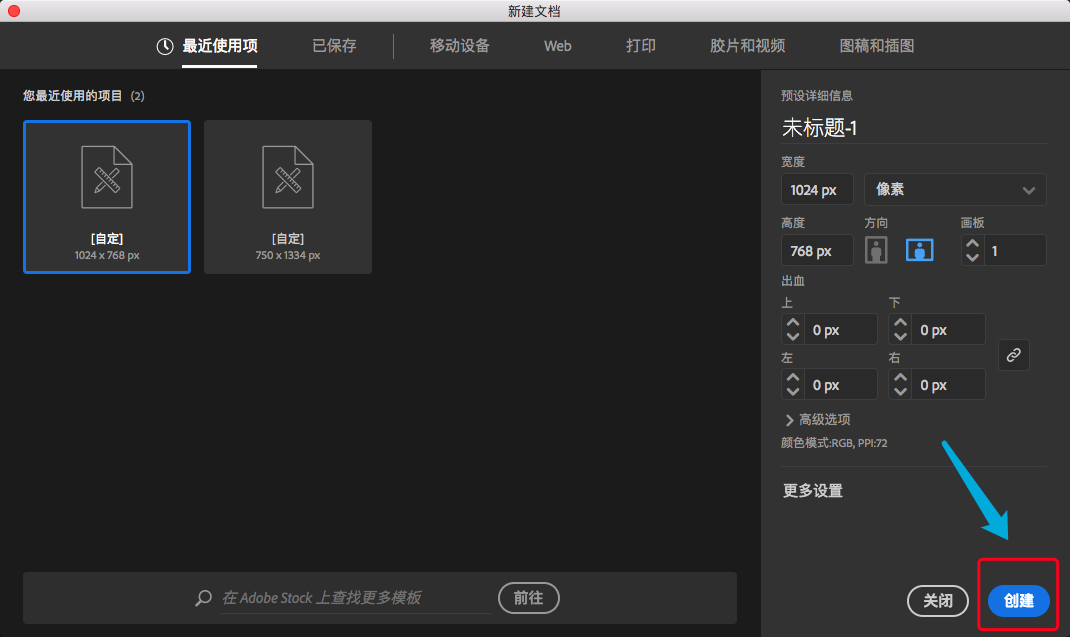 新建文档
最近使用项 已保存 移动设备 Web 打印 胶片和视频 图稿和插图
您最近使用的项目 (2)
[自定]
1024 x 768 px
[自定]
750 x 1334 px
在 Adobe Stock 上查找更多模板 前往
预设详细信息
未标题-1
宽度
1024 px 像素
高度 方向 画板
768 px 1
出血
上 下
0 px 0 px
左 右
0 px 0 px
高级选项
颜色模式:RGB, PPI:72
更多设置
关闭 创建